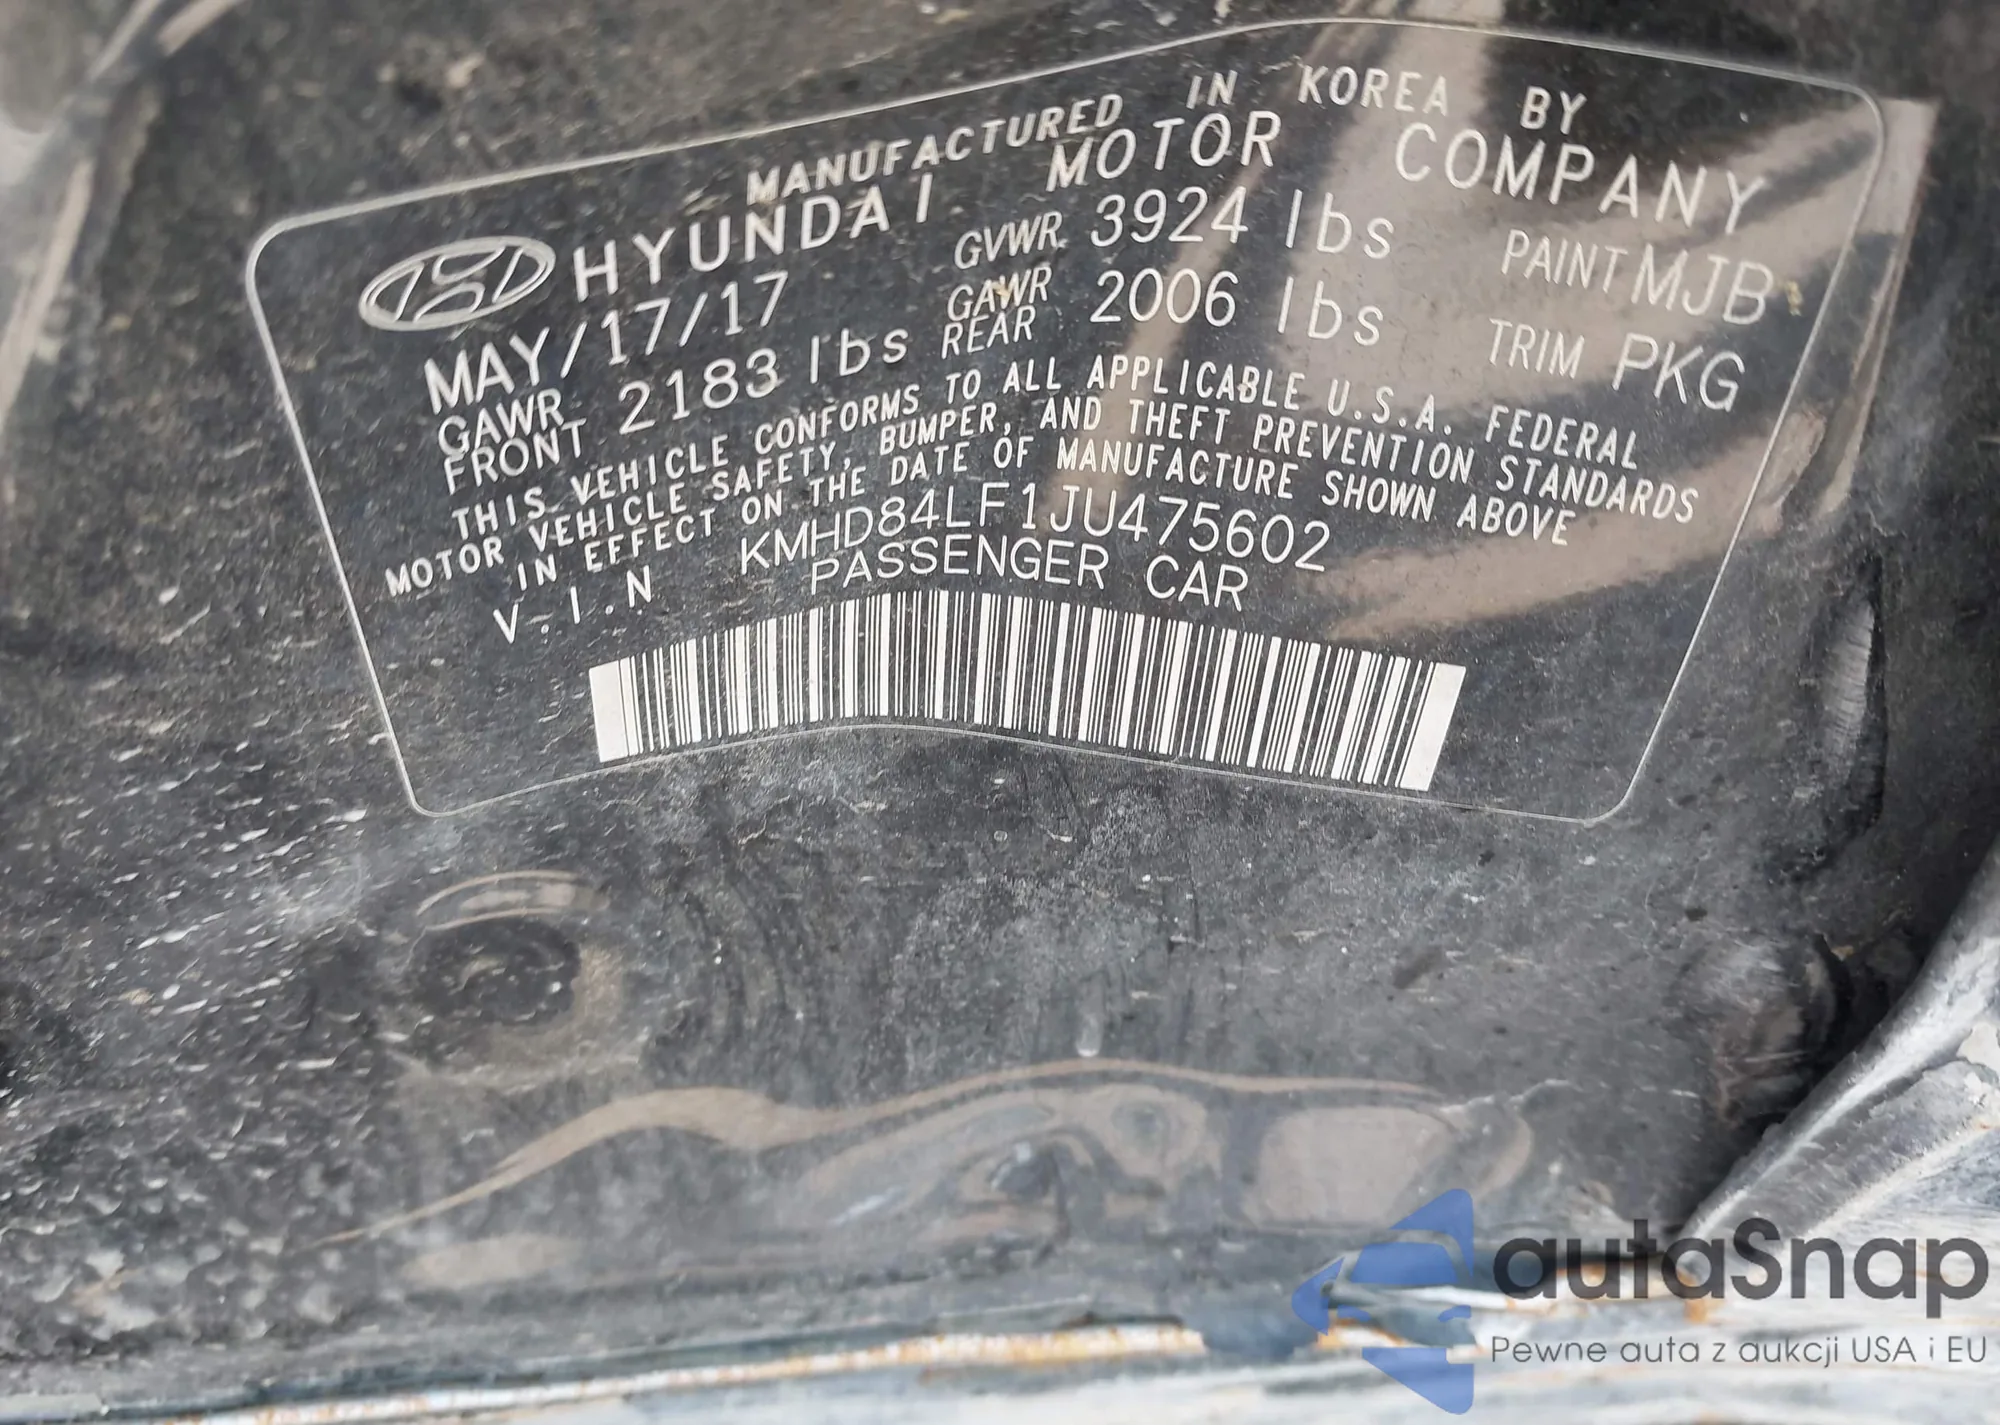 MANUFACTURED IN KOREA BY
HYUNDAI MOTOR COMPANY
MAY/17/17 GVWR 3924 lbs PAINT MJB
GAWR FRONT 2183 lbs GAWR REAR 2006 lbs TRIM PKG
THIS VEHICLE CONFORMS TO ALL APPLICABLE U.S.A. FEDERAL
MOTOR VEHICLE SAFETY, BUMPER, AND THEFT PREVENTION STANDARDS
IN EFFECT ON THE DATE OF MANUFACTURE SHOWN ABOVE
V.I.N KMHD84LF1JU475602
PASSENGER CAR
autaSnap
Pewne auta z aukcji USA i EU